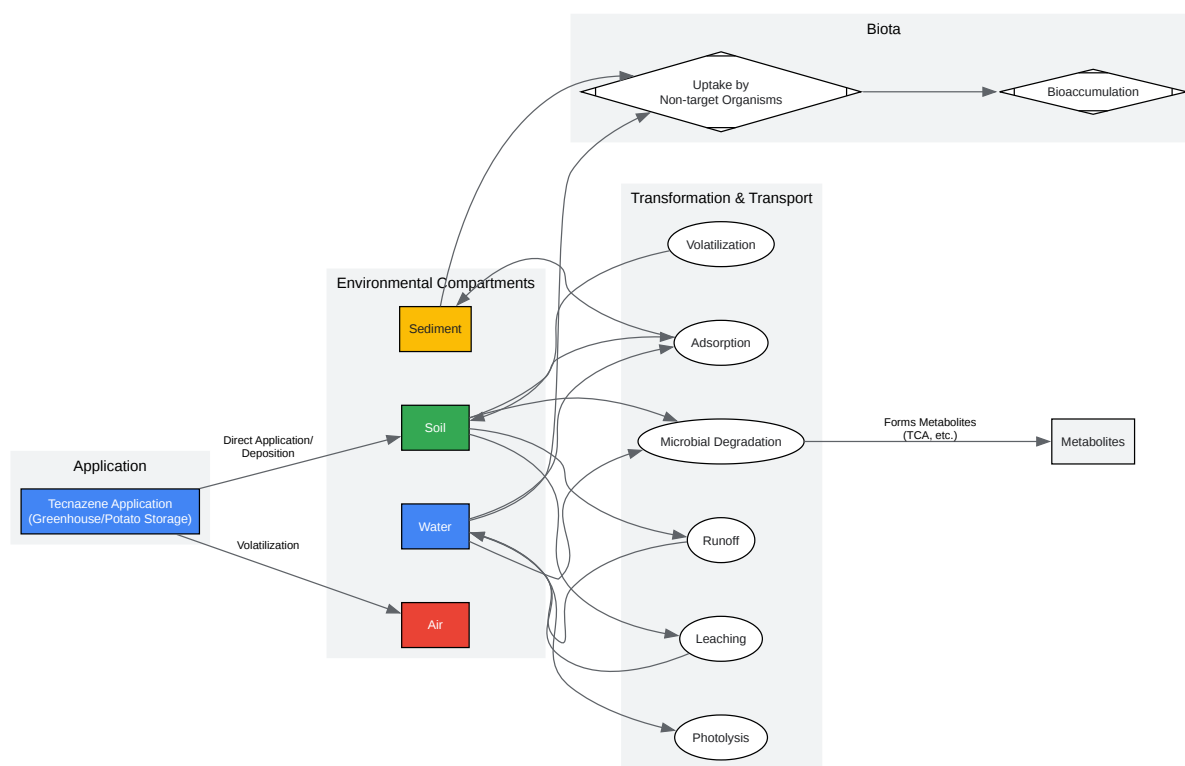 Biota
Uptake by
Non-target Organisms
Bioaccumulation
Transformation & Transport
Volatilization
Environmental Compartments
Sediment
Adsorption
Soil
Microbial Degradation
Forms Metabolites
(TCA, etc.)
Metabolites
Direct Application/
Deposition
Application
Tecnazene Application
(Greenhouse/Potato Storage)
Volatilization
Water
Runoff
Air
Leaching
Photolysis